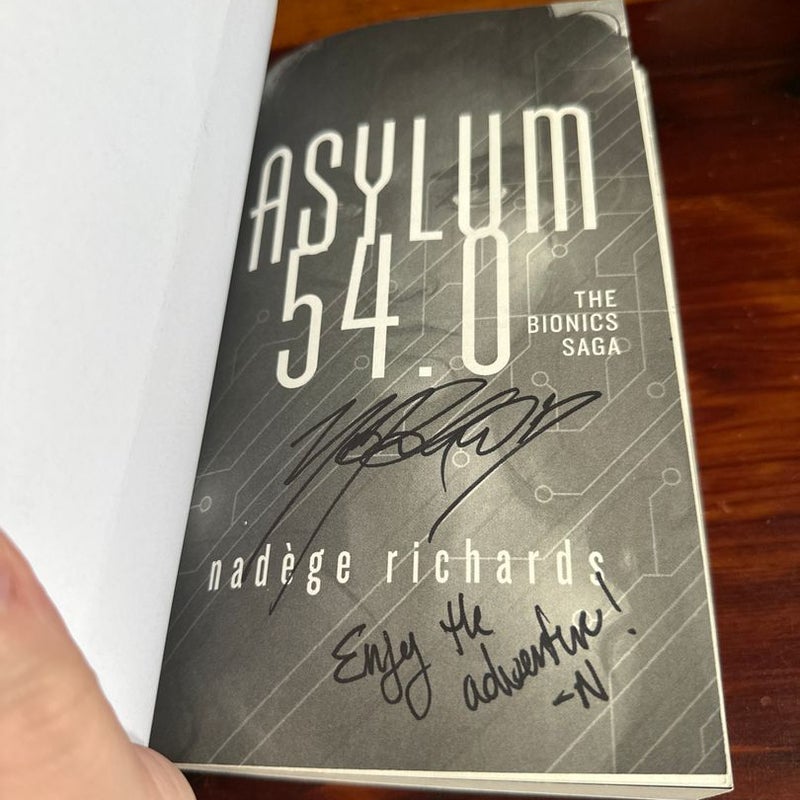 ASYLUM
54.0
THE
BIONICS
SAGA
nadège richards
Enjoy the
adventure!
-N